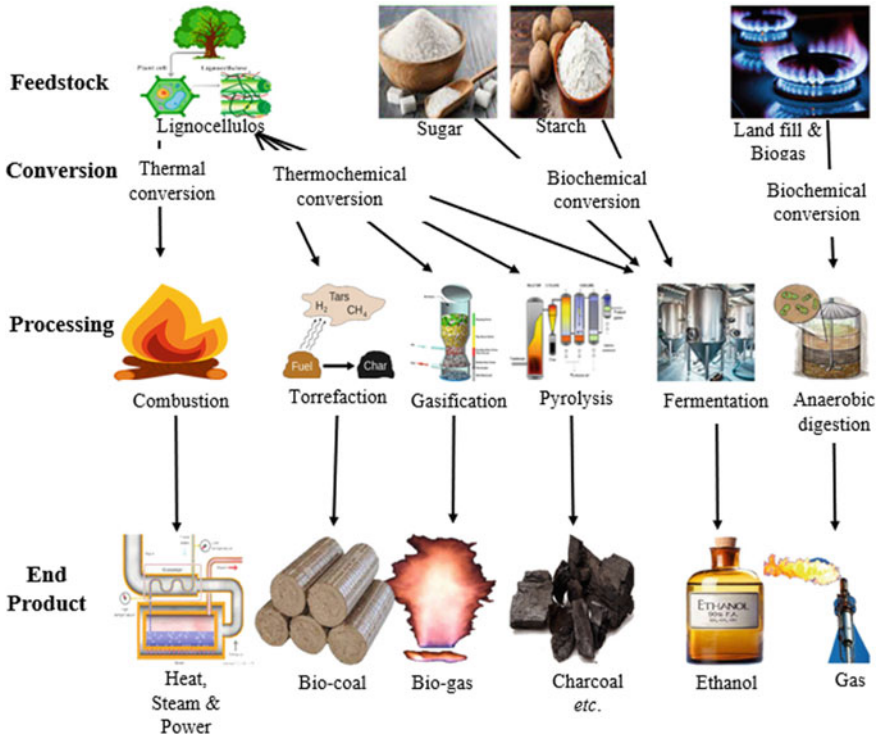 Feedstock
Lignocellulos
Sugar
Starch
Land fill &
Biogas
Conversion
Thermal
conversion
Thermochemical
conversion
Biochemical
conversion
Biochemical
conversion
Processing
Tars
H2
CH4
Fuel
Char
Combustion
Torrefaction
Gasification
Pyrolysis
Fermentation
Anaerobic
digestion
End
Product
ETHANOL
Heat,
Steam &
Power
Bio-coal
Bio-gas
Charcoal
etc.
Ethanol
Gas